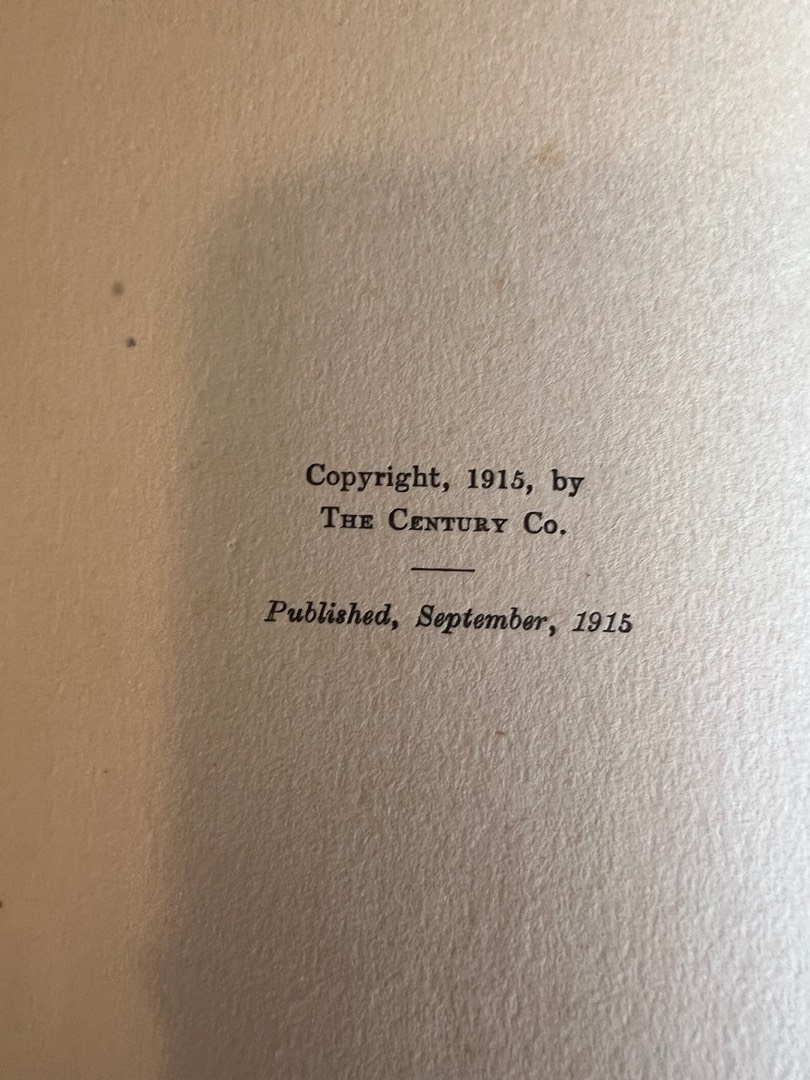 Copyright, 1915, by
The Century Co.
Published, September, 1915